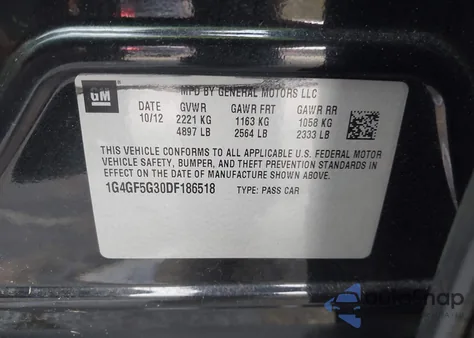 GM
MFD BY GENERAL MOTORS LLC
DATE GVWR GAWR FRT GAWR RR
10/12 2221 KG 1163 KG 1058 KG
4897 LB 2564 LB 2333 LB
THIS VEHICLE CONFORMS TO ALL APPLICABLE U.S. FEDERAL MOTOR
VEHICLE SAFETY, BUMPER, AND THEFT PREVENTION STANDARDS IN
EFFECT ON THE DATE OF MANUFACTURE SHOWN ABOVE.
1G4GF5G30DF186518 TYPE: PASS CAR